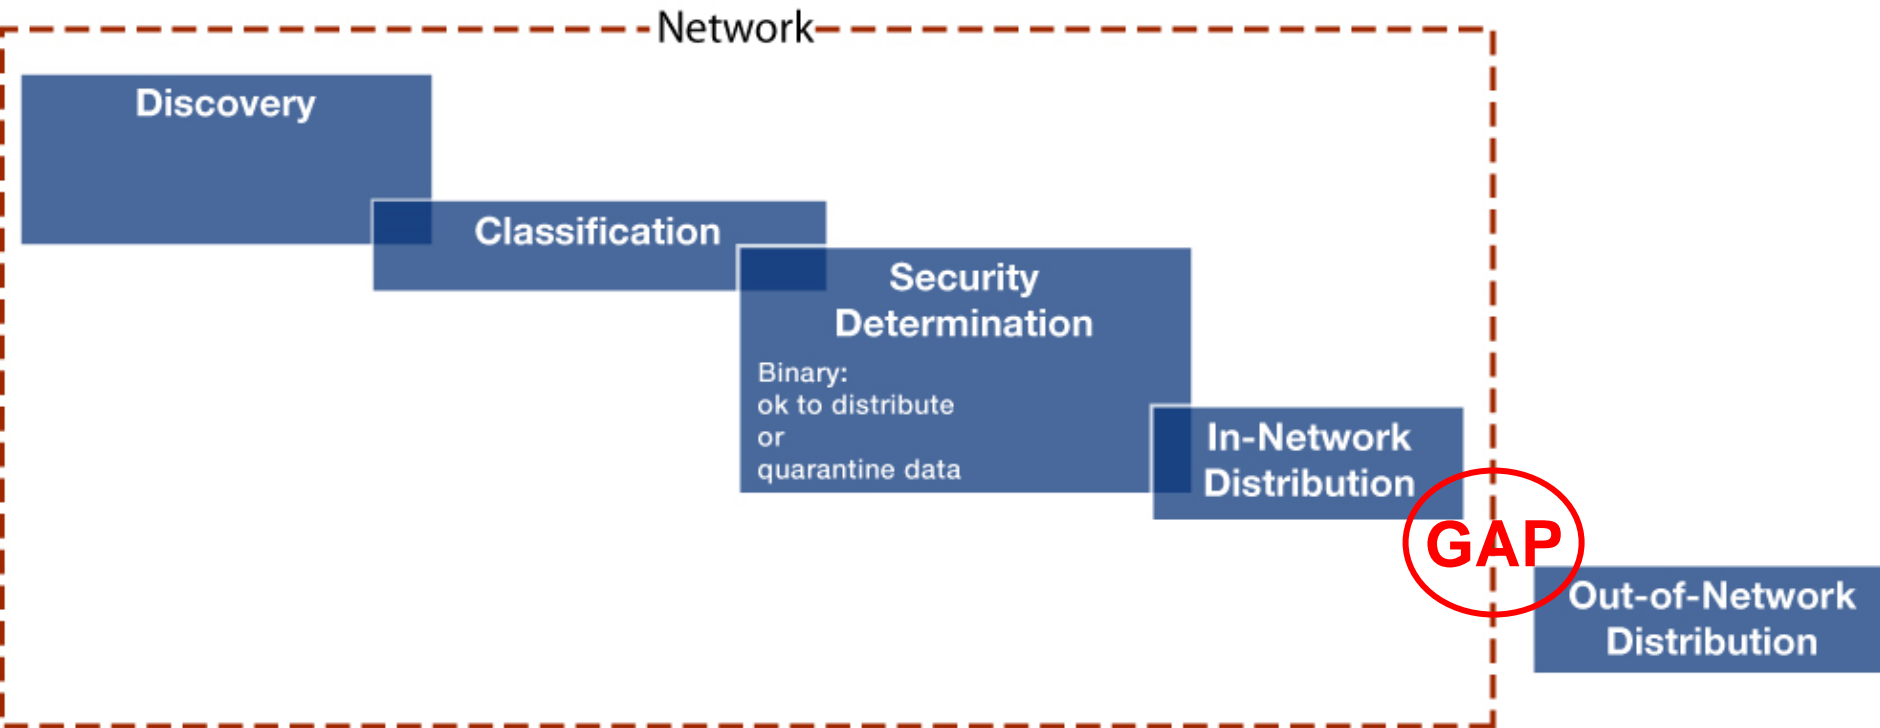 Network
Discovery
Classification
Security
Determination
Binary:
ok to distribute
or
quarantine data
In-Network
Distribution
GAP
Out-of-Network
Distribution